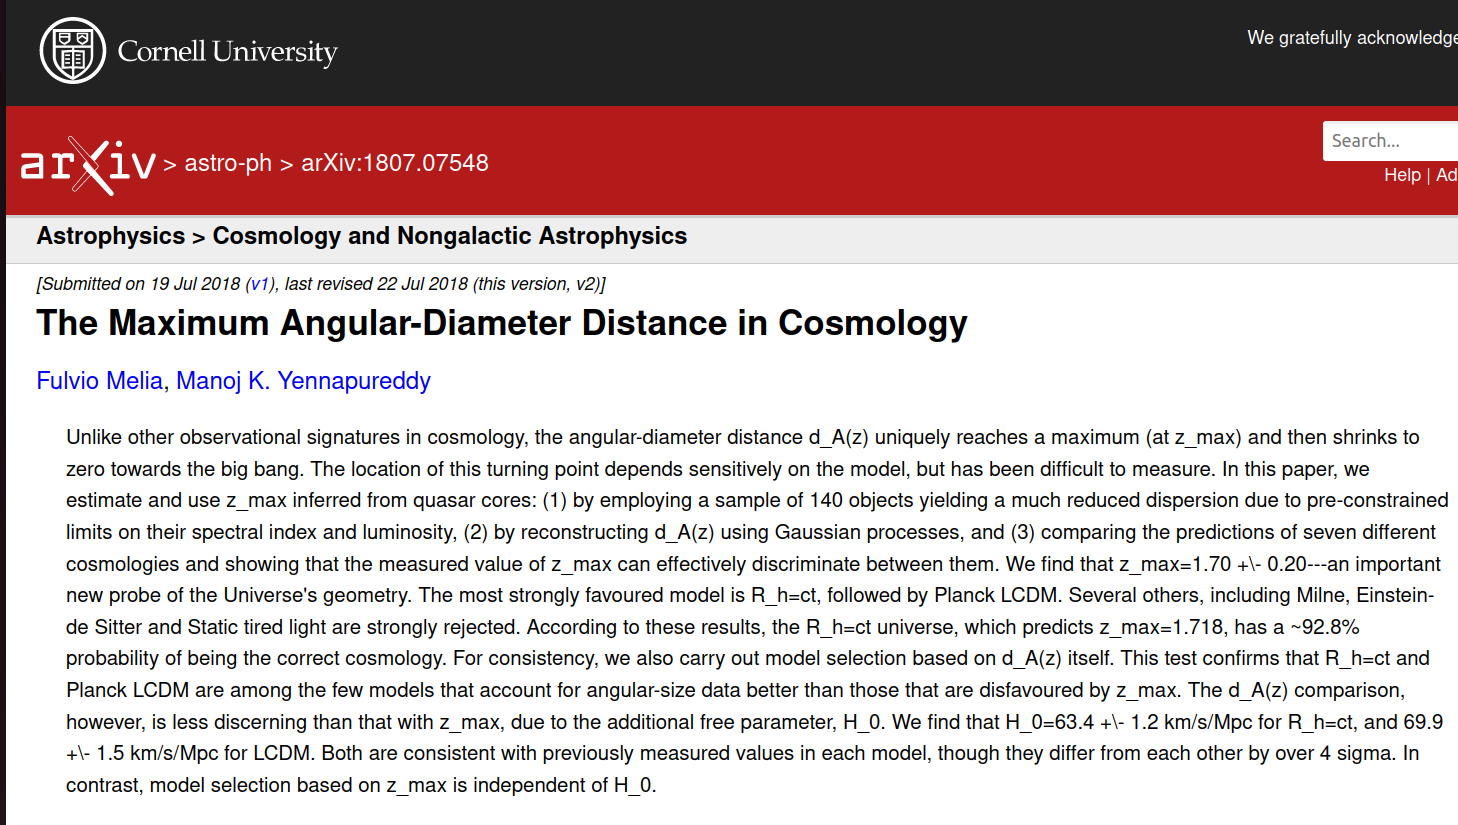 Cornell University
We gratefully acknowledge
arXiv > astro-ph > arXiv:1807.07548
Search...
Help | Ad
Astrophysics > Cosmology and Nongalactic Astrophysics
[Submitted on 19 Jul 2018 (v1), last revised 22 Jul 2018 (this version, v2)]
The Maximum Angular-Diameter Distance in Cosmology
Fulvio Melia, Manoj K. Yennapureddy
Unlike other observational signatures in cosmology, the angular-diameter distance d_A(z) uniquely reaches a maximum (at z_max) and then shrinks to
zero towards the big bang. The location of this turning point depends sensitively on the model, but has been difficult to measure. In this paper, we
estimate and use z_max inferred from quasar cores: (1) by employing a sample of 140 objects yielding a much reduced dispersion due to pre-constrained
limits on their spectral index and luminosity, (2) by reconstructing d_A(z) using Gaussian processes, and (3) comparing the predictions of seven different
cosmologies and showing that the measured value of z_max can effectively discriminate between them. We find that z_max=1.70 +\- 0.20---an important
new probe of the Universe's geometry. The most strongly favoured model is R_h=ct, followed by Planck LCDM. Several others, including Milne, Einstein-
de Sitter and Static tired light are strongly rejected. According to these results, the R_h=ct universe, which predicts z_max=1.718, has a ~92.8%
probability of being the correct cosmology. For consistency, we also carry out model selection based on d_A(z) itself. This test confirms that R_h=ct and
Planck LCDM are among the few models that account for angular-size data better than those that are disfavoured by z_max. The d_A(z) comparison,
however, is less discerning than that with z_max, due to the additional free parameter, H_0. We find that H_0=63.4 +\- 1.2 km/s/Mpc for R_h=ct, and 69.9
+\- 1.5 km/s/Mpc for LCDM. Both are consistent with previously measured values in each model, though they differ from each other by over 4 sigma. In
contrast, model selection based on z_max is independent of H_0.